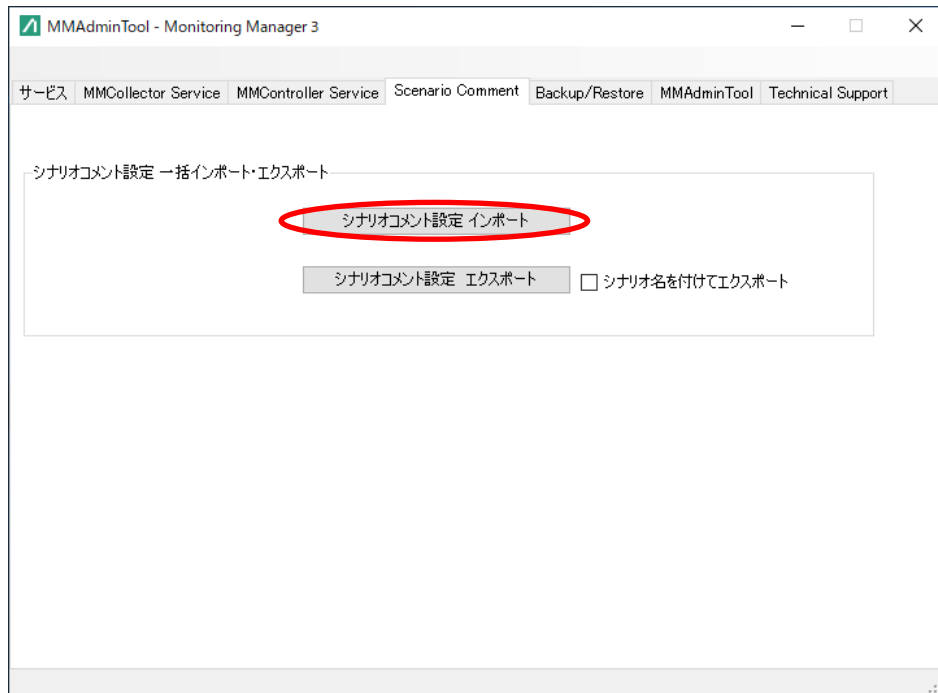 MMAdminTool - Monitoring Manager 3
サービス MMCollector Service MMController Service Scenario Comment Backup/Restore MMAdminTool Technical Support
シナリオコメント設定 一括インポート・エクスポート
シナリオコメント設定 インポート
シナリオコメント設定 エクスポート シナリオ名を付けてエクスポート